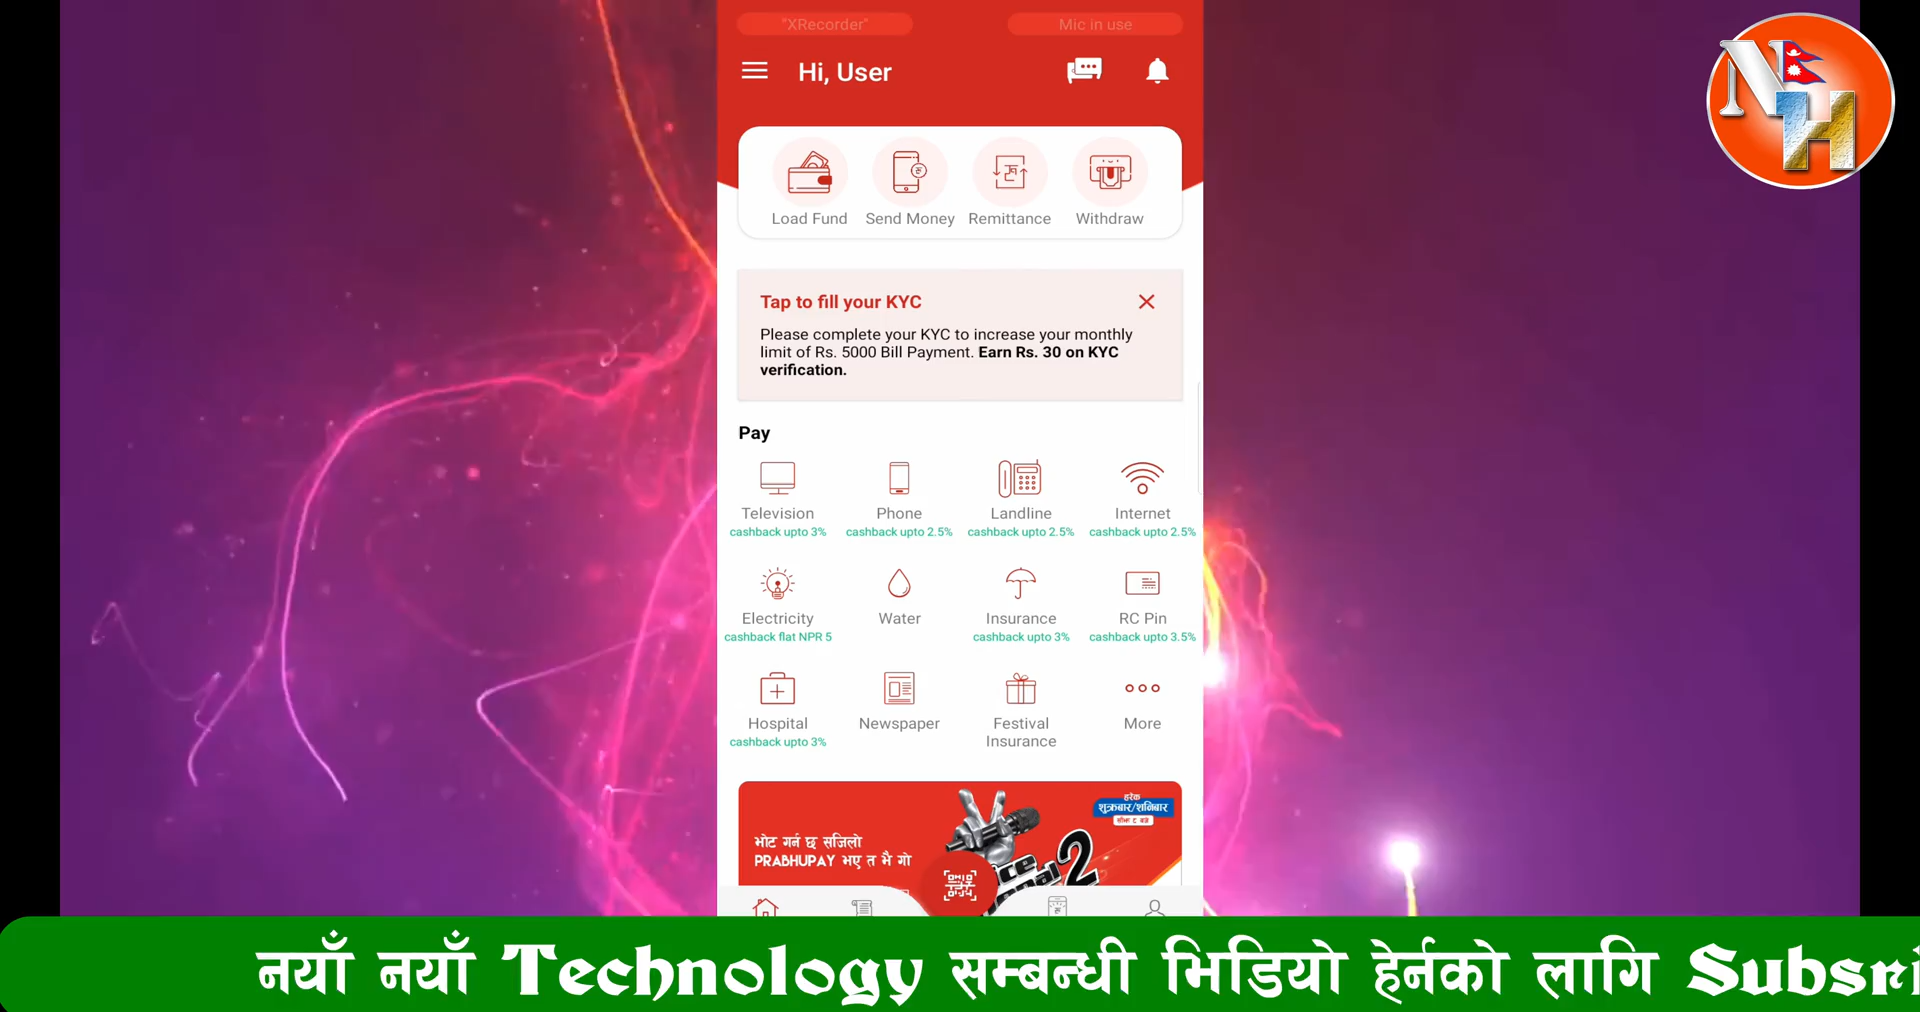 "XRecorder"
Mic in use
Hi, User
NH
Load Fund
Send Money
Remittance
Withdraw
Tap to fill your KYC
Please complete your KYC to increase your monthly
limit of Rs. 5000 Bill Payment. Earn Rs. 30 on KYC
verification.
Pay
Television
Phone
Landline
Internet
cashback upto 3%
cashback upto 2.5%
cashback upto 2.5%
cashback upto 2.5%
Electricity
Water
Insurance
RC Pin
cashback flat NPR 5
cashback upto 3%
cashback upto 3.5%
Hospital
Newspaper
Festival
Insurance
More
cashback upto 3%
हरेक
शुक्रबार/शनिबार
भोट गर्न छ सजिलो
PRABHUPAY भए त भै गो
2
नयाँ नयाँ Technology सम्बन्धी भिडियो हेर्नको लागि Subsri